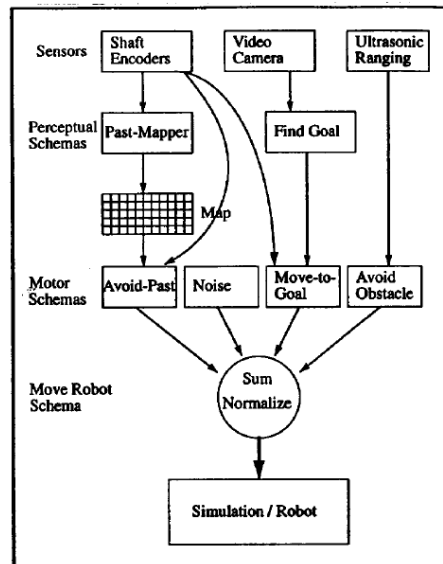 Sensors
Shaft
Encoders
Video
Camera
Ultrasonic
Ranging
Perceptual
Schemas
Past-Mapper
Find Goal
Map
Motor
Schemas
Avoid-Past
Noise
Move-to-
Goal
Avoid
Obstacle
Move Robot
Schema
Sum
Normalize
Simulation / Robot